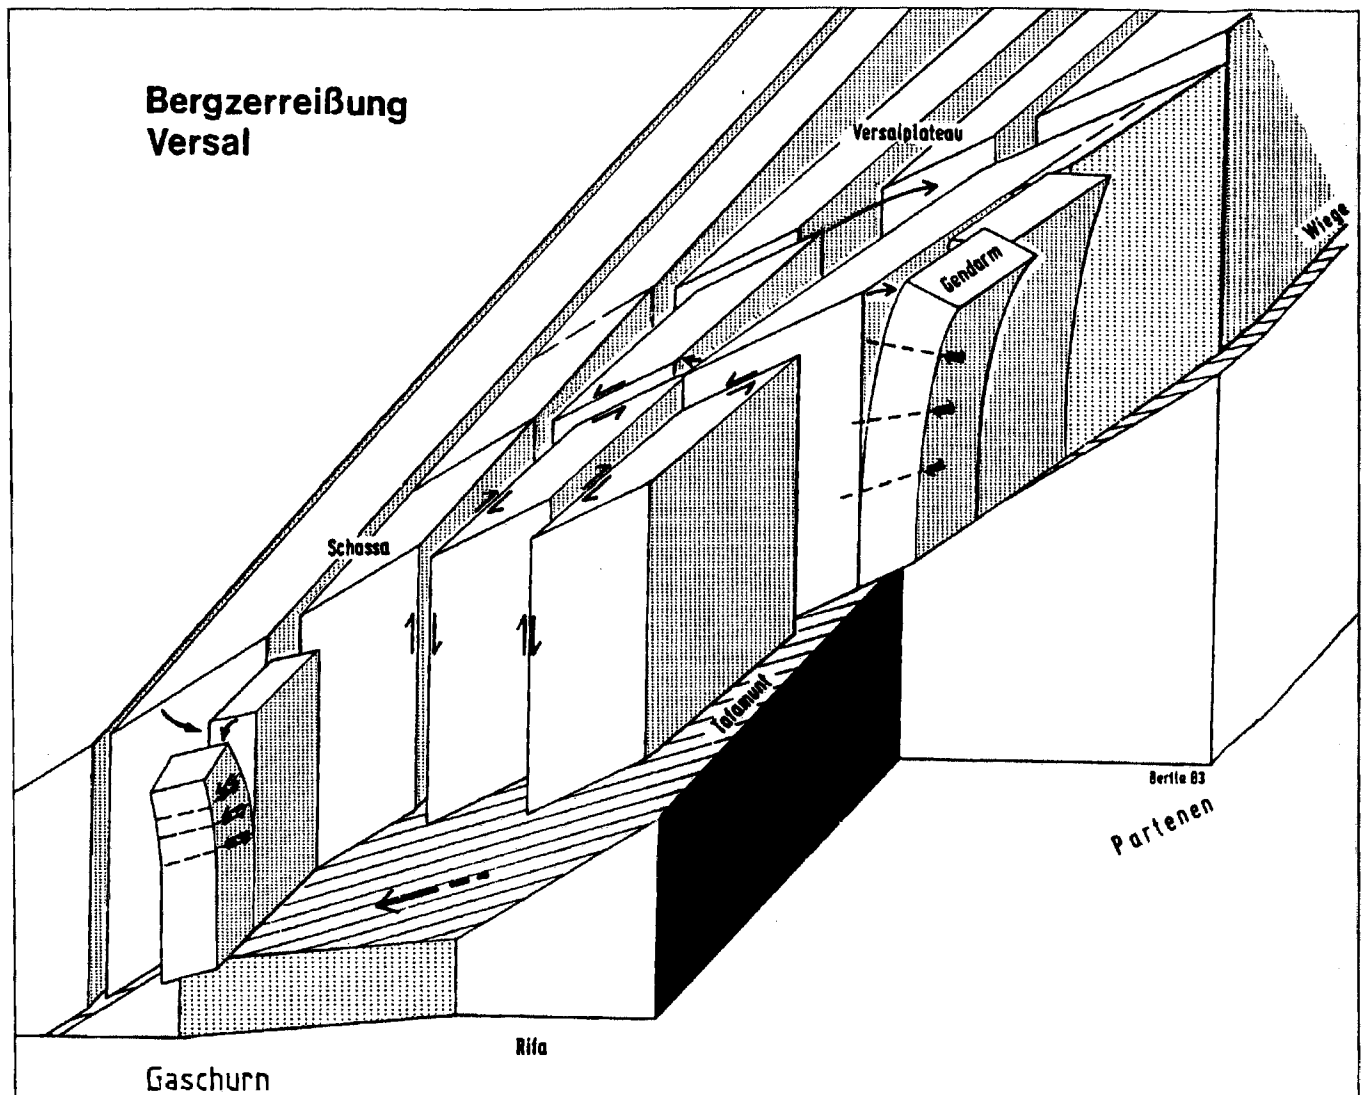 Bergzerreißung
Versal
Versalplateau
Wiege
Gendarm
Schassa
Tafamunt
Bertle 83
Partenen
Rifa
Gaschurn